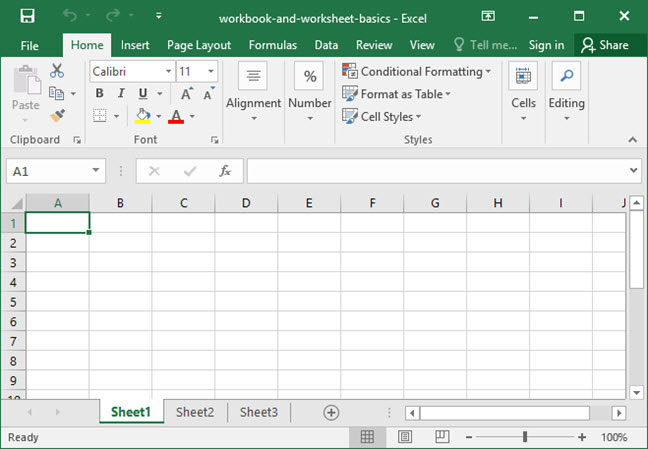 workbook-and-worksheet-basics - Excel
File Home Insert Page Layout Formulas Data Review View Tell me... Sign in Share
Paste
Calibri 11
B I U A A
A
Alignment
%
Number
Conditional Formatting
Format as Table
Cell Styles
Cells
Editing
Clipboard Font Styles
A1 fx
A B C D E F G H I J
1
2
3
4
5
6
7
8
9
10
Sheet1 Sheet2 Sheet3
Ready 100%